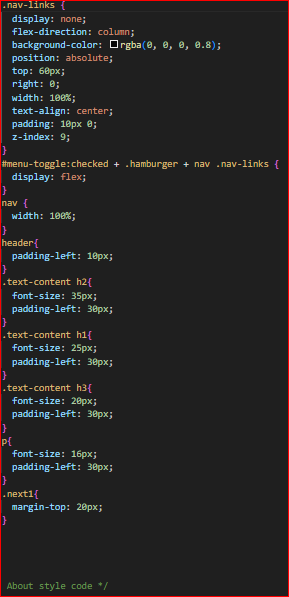 .nav-links {
display: none;
flex-direction: column;
background-color: rgba(0, 0, 0, 0.8);
position: absolute;
top: 60px;
right: 0;
width: 100%;
text-align: center;
padding: 10px 0;
z-index: 9;
}
#menu-toggle:checked + .hamburger + nav .nav-links {
display: flex;
}
nav {
width: 100%;
}
header{
padding-left: 10px;
}
.text-content h2{
font-size: 35px;
padding-left: 30px;
}
.text-content h1{
font-size: 25px;
padding-left: 30px;
}
.text-content h3{
font-size: 20px;
padding-left: 30px;
}
p{
font-size: 16px;
padding-left: 30px;
}
.next1{
margin-top: 20px;
}
About style code */